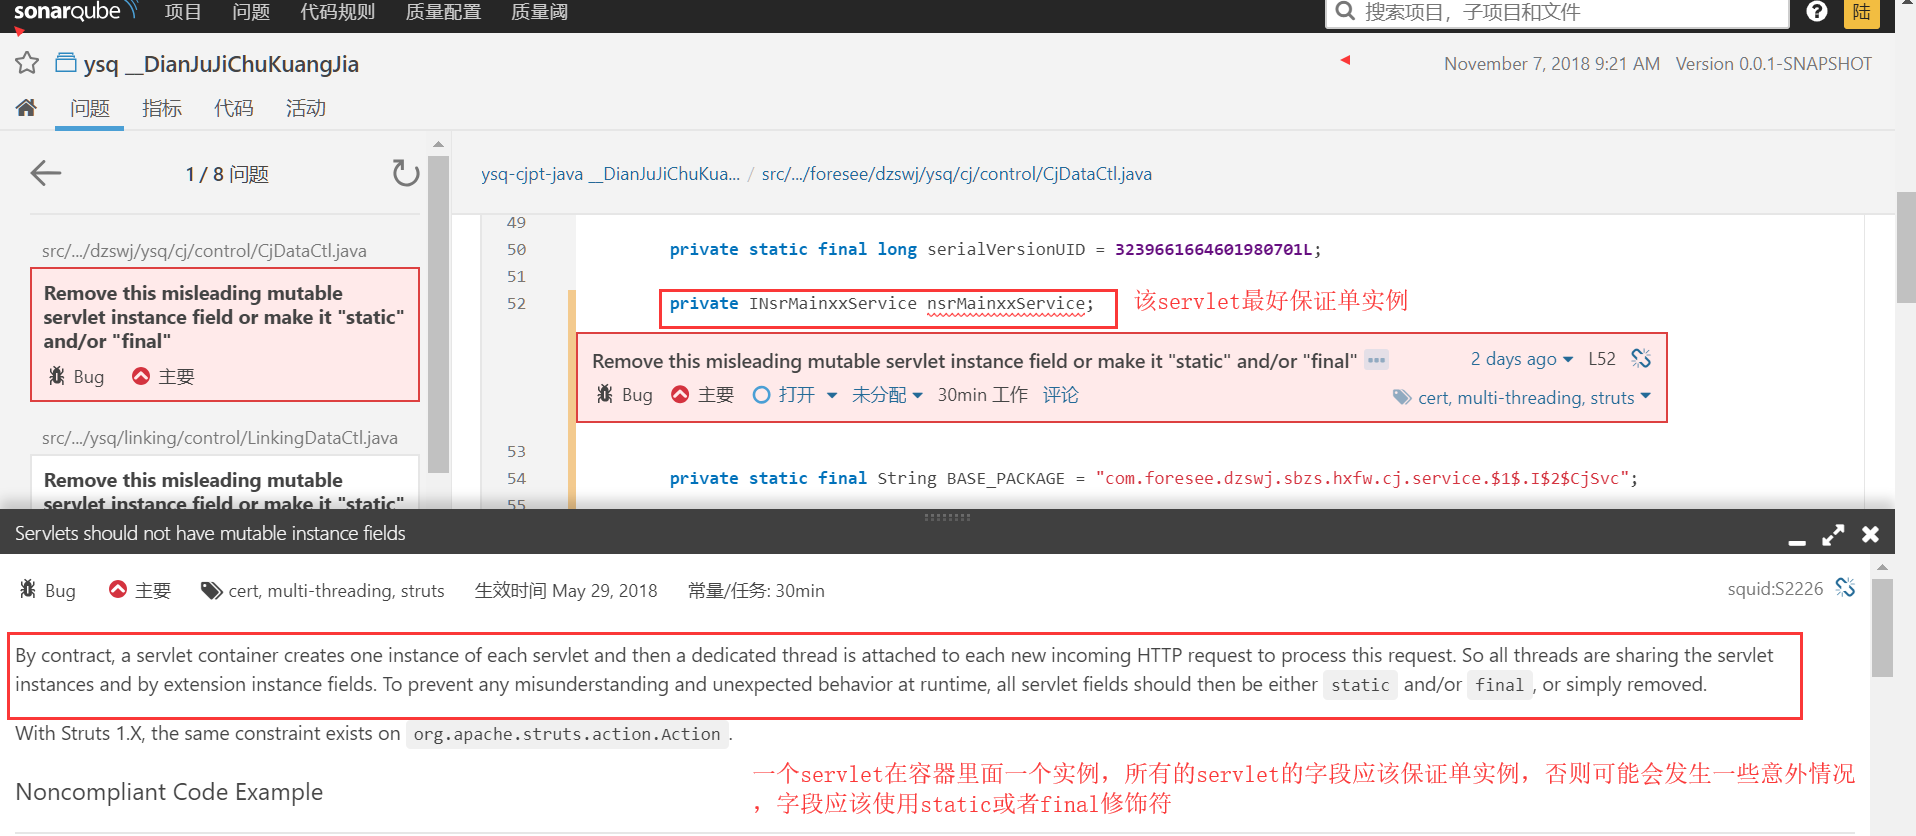 sonarqube 项目 问题 代码规则 质量配置 质量阈 搜索项目，子项目和文件 ? 陆
ysq __DianJuJiChuKuangJia November 7, 2018 9:21 AM Version 0.0.1-SNAPSHOT
问题 指标 代码 活动
1 / 8 问题
ysq-cjpt-java __DianJuJiChuKua... / src/.../foresee/dzswj/ysq/cj/control/CjDataCtl.java
src/.../dzswj/ysq/cj/control/CjDataCtl.java
Remove this misleading mutable
servlet instance field or make it "static"
and/or "final"
Bug 主要
src/.../ysq/linking/control/LinkingDataCtl.java
Remove this misleading mutable
servlet instance field or make it "static"
49
50 private static final long serialVersionUID = 3239661664601980701L;
51
52 private INsrMainxxService nsrMainxxService; 该servlet最好保证单实例
Remove this misleading mutable servlet instance field or make it "static" and/or "final" 2 days ago L52
Bug 主要 打开 未分配 30min 工作 评论 cert, multi-threading, struts
53
54 private static final String BASE_PACKAGE = "com.foresee.dzswj.sbzs.hxfw.cj.service.$1$.I$2$CjSvc";
55
Servlets should not have mutable instance fields
Bug 主要 cert, multi-threading, struts 生效时间 May 29, 2018 常量/任务: 30min squid:S2226
By contract, a servlet container creates one instance of each servlet and then a dedicated thread is attached to each new incoming HTTP request to process this request. So all threads are sharing the servlet
instances and by extension instance fields. To prevent any misunderstanding and unexpected behavior at runtime, all servlet fields should then be either static and/or final, or simply removed.
With Struts 1.X, the same constraint exists on org.apache.struts.action.Action.
一个servlet在容器里面一个实例，所有的servlet的字段应该保证单实例，否则可能会发生一些意外情况
，字段应该使用static或者final修饰符
Noncompliant Code Example